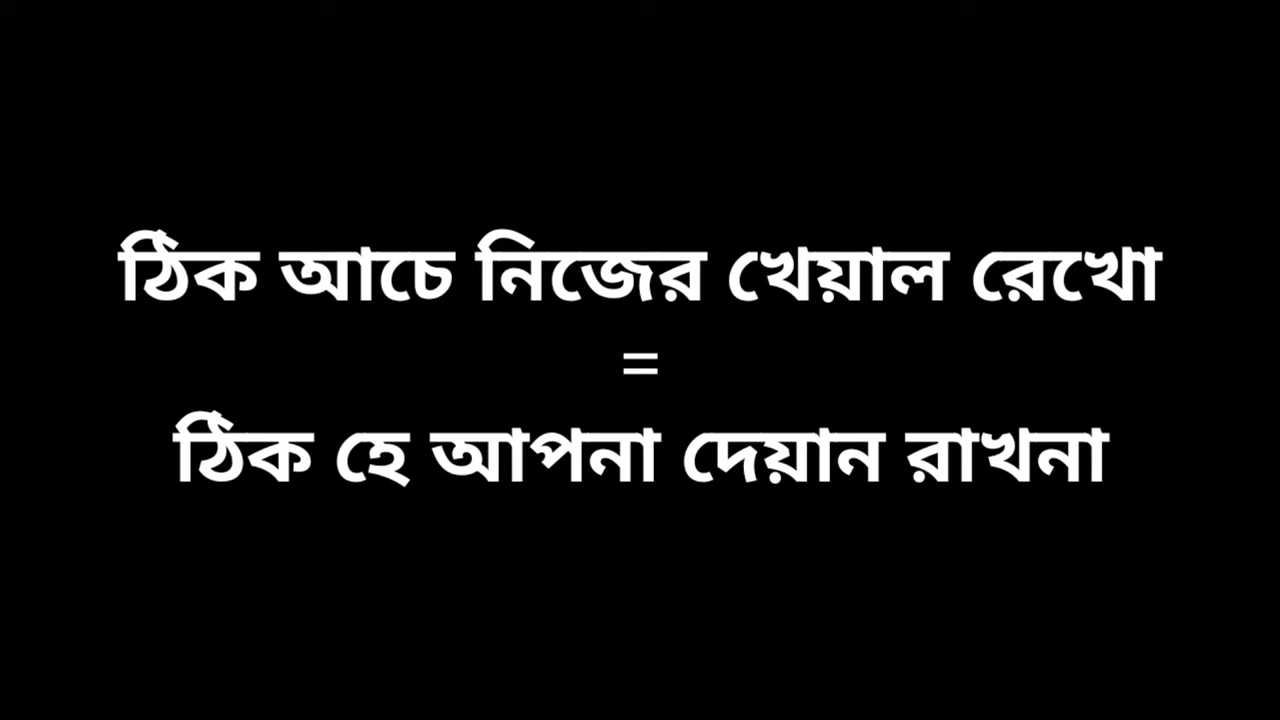 ঠিক আচে নিজের খেয়াল রেখো
=
ঠিক হে আপনা দেয়ান রাখনা